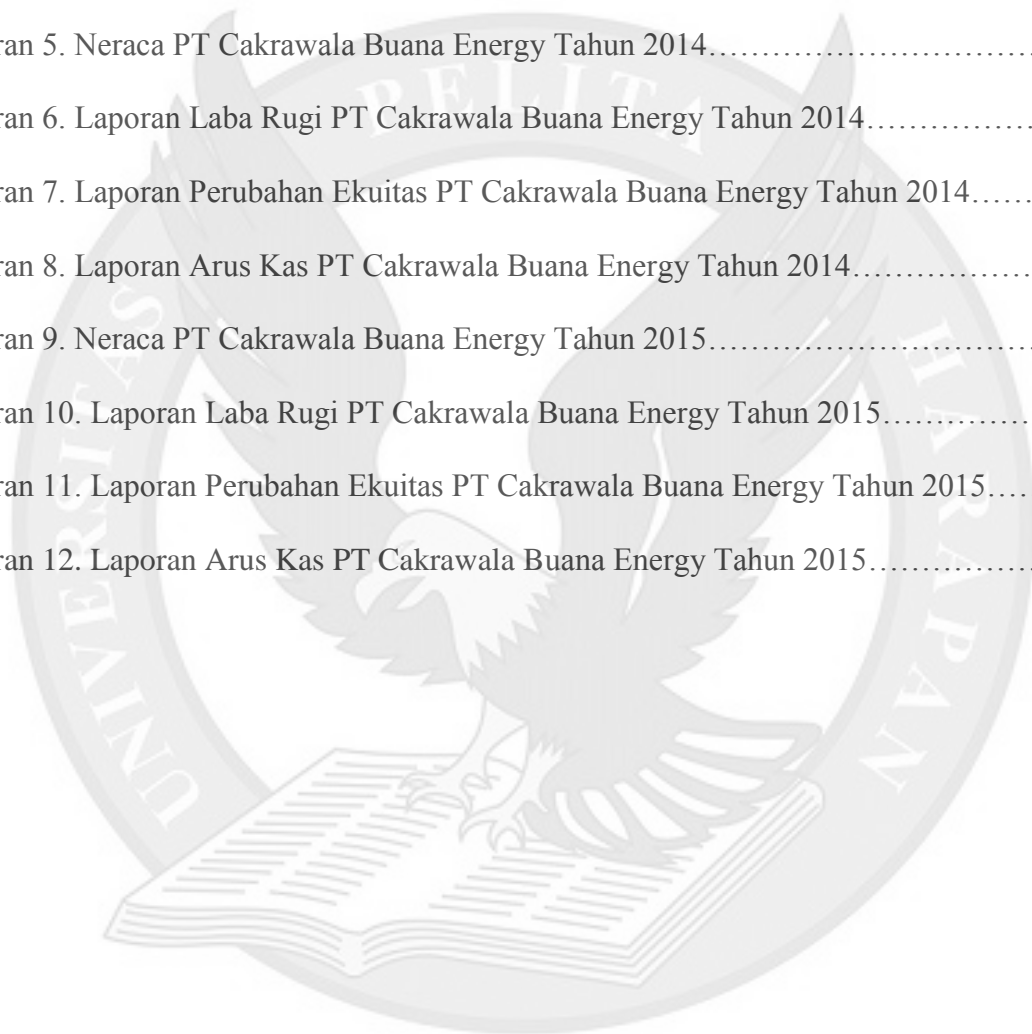 ran 5. Neraca PT Cakrawala Buana Energy Tahun 2014……………………………
ran 6. Laporan Laba Rugi PT Cakrawala Buana Energy Tahun 2014………………
ran 7. Laporan Perubahan Ekuitas PT Cakrawala Buana Energy Tahun 2014……
ran 8. Laporan Arus Kas PT Cakrawala Buana Energy Tahun 2014………………
ran 9. Neraca PT Cakrawala Buana Energy Tahun 2015……………………………
ran 10. Laporan Laba Rugi PT Cakrawala Buana Energy Tahun 2015……………
ran 11. Laporan Perubahan Ekuitas PT Cakrawala Buana Energy Tahun 2015….
ran 12. Laporan Arus Kas PT Cakrawala Buana Energy Tahun 2015………………
UNIVERSITAS PELITA HARAPAN